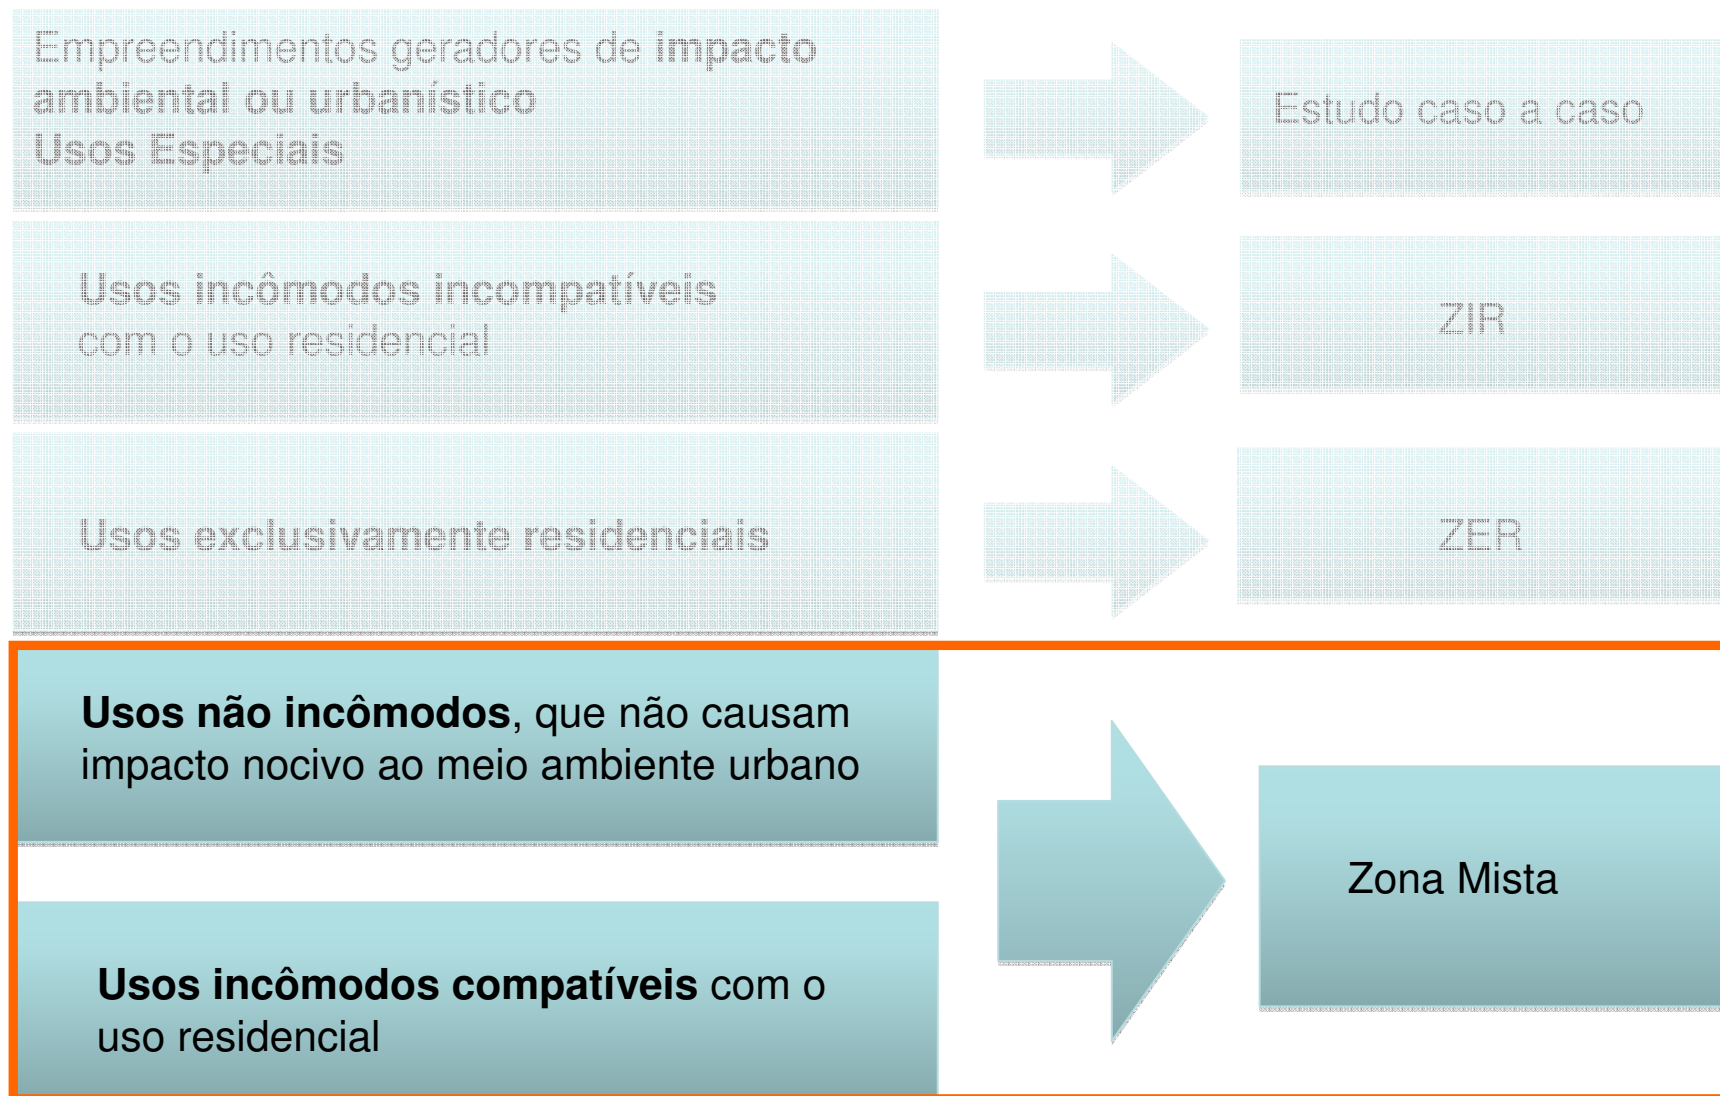 Empreendimentos geradores de impacto
ambiental ou urbanístico
Usos Especiais
Estudo caso a caso
Usos incômodos incompatíveis
com o uso residencial
ZIR
Usos exclusivamente residenciais
ZER
Usos não incômodos, que não causam
impacto nocivo ao meio ambiente urbano
Zona Mista
Usos incômodos compatíveis com o
uso residencial